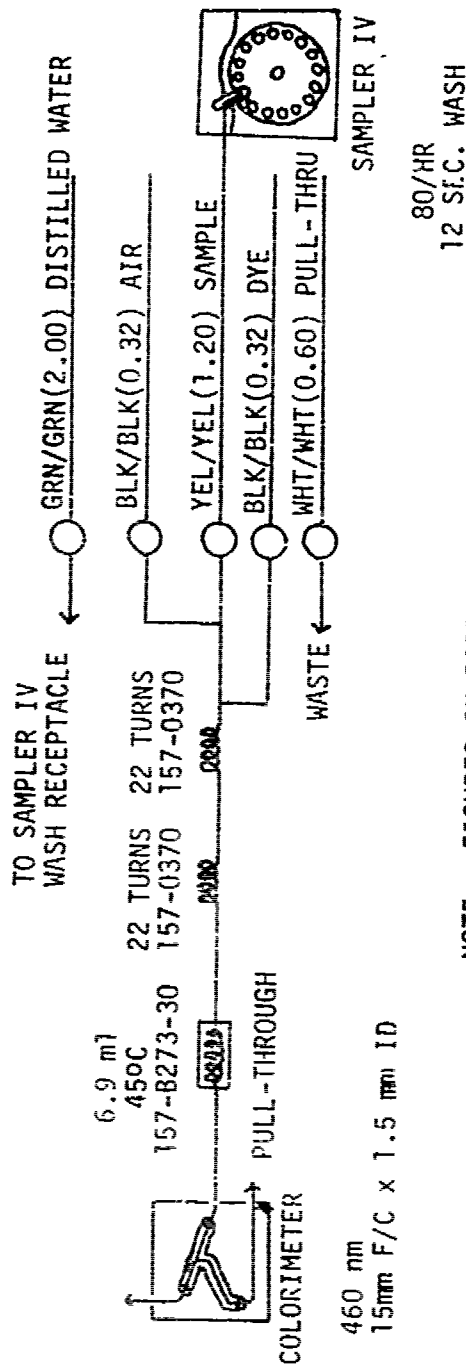 TO SAMPLER IV
WASH RECEPTACLE
GRN/GRN(2.00) DISTILLED WATER
BLK/BLK(0.32) AIR
YEL/YEL(1.20) SAMPLE
BLK/BLK(0.32) DYE
WHT/WHT(0.60) PULL-THRU
WASTE
SAMPLER IV
80/HR
12 SEC. WASH
22 TURNS
157-0370
22 TURNS
157-0370
6.9 ml
45ºC
157-B273-30
PULL-THROUGH
COLORIMETER
460 nm
15mm F/C x 1.5 mm ID